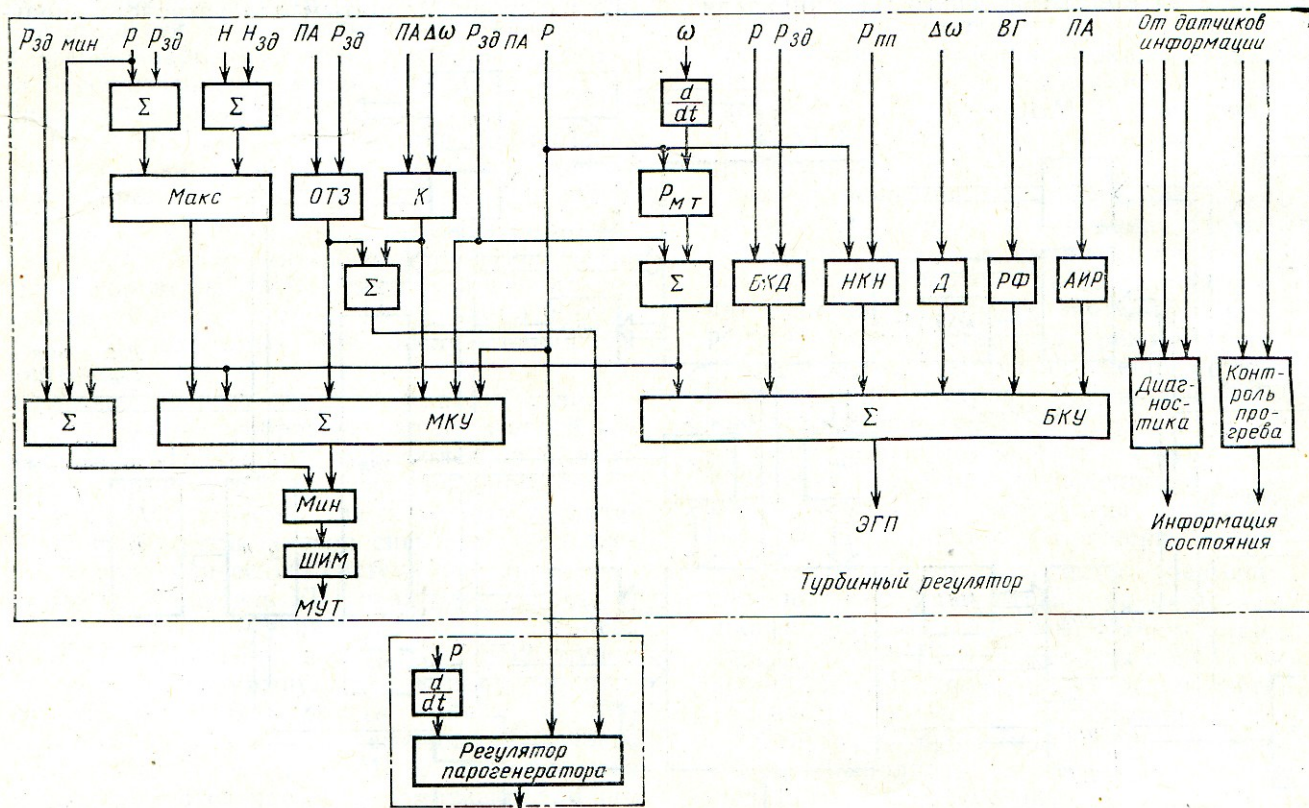 Pзд мин P Pзд H Hзд ПА Pзд ПА Δω Pзд ПА P ω P Pзд Pпп Δω ВГ ПА От датчиков
информации
Σ Σ d/dt
Макс ОТЗ К PМТ
Σ Σ БКД НКН Д РФ АИР
Σ Σ МКУ Σ БКУ Диаг-
нос-
тика
Конт-
роль
про-
грева
Мин
ЭГП Информация
состояния
ШИМ
МУТ
Турбинный регулятор
P
d/dt
Регулятор
парогенератора